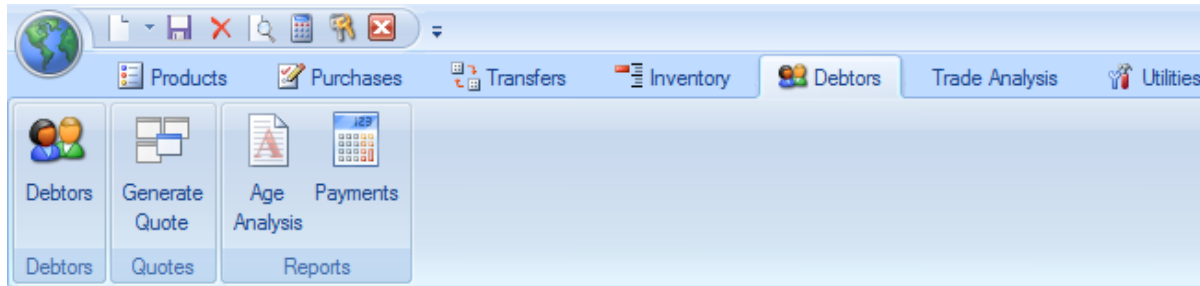 Products Purchases Transfers Inventory Debtors Trade Analysis Utilities
Debtors Generate Quote Age Analysis Payments
Debtors Quotes Reports